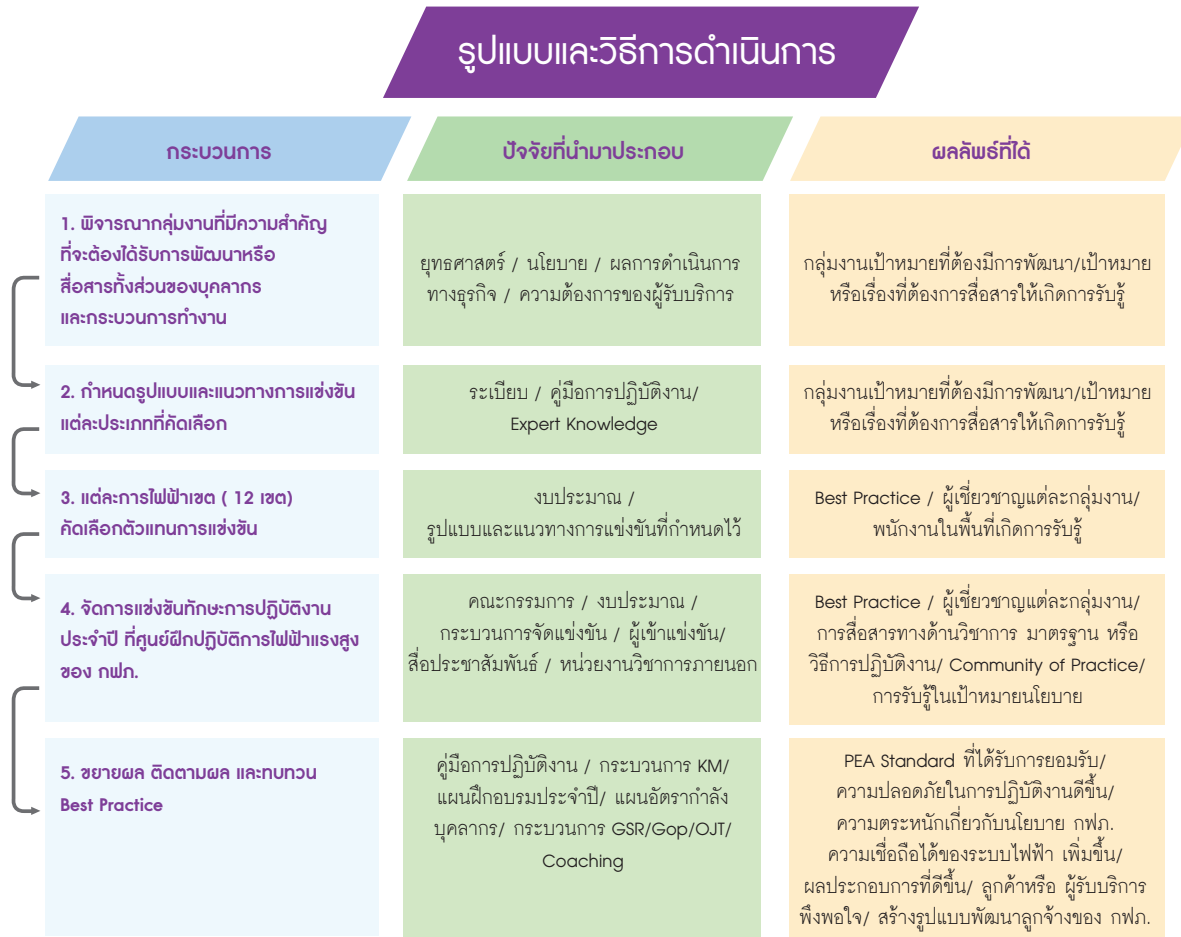 รูปแบบและวิธีการดำเนินการ
กระบวนการ
ปัจจัยที่นำมาประกอบ
ผลลัพธ์ที่ได้
1. พิจารณากลุ่มงานที่มีความสำคัญ
ที่จะต้องได้รับการพัฒนาหรือ
สื่อสารทั้งส่วนของบุคลากร
และกระบวนการทำงาน
ยุทธศาสตร์ / นโยบาย / ผลการดำเนินการ
ทางธุรกิจ / ความต้องการของผู้รับบริการ
กลุ่มงานเป้าหมายที่ต้องมีการพัฒนา/เป้าหมาย
หรือเรื่องที่ต้องการสื่อสารให้เกิดการรับรู้
2. กำหนดรูปแบบและแนวทางการแข่งขัน
แต่ละประเภทที่คัดเลือก
ระเบียบ / คู่มือการปฏิบัติงาน/
Expert Knowledge
กลุ่มงานเป้าหมายที่ต้องมีการพัฒนา/เป้าหมาย
หรือเรื่องที่ต้องการสื่อสารให้เกิดการรับรู้
3. แต่ละการไฟฟ้าเขต ( 12 เขต)
คัดเลือกตัวแทนการแข่งขัน
งบประมาณ /
รูปแบบและแนวทางการแข่งขันที่กำหนดไว้
Best Practice / ผู้เชี่ยวชาญแต่ละกลุ่มงาน/
พนักงานในพื้นที่เกิดการรับรู้
4. จัดการแข่งขันทักษะการปฏิบัติงาน
ประจำปี ที่ศูนย์ฝึกปฏิบัติการไฟฟ้าแรงสูง
ของ กฟภ.
คณะกรรมการ / งบประมาณ /
กระบวนการจัดแข่งขัน / ผู้เข้าแข่งขัน/
สื่อประชาสัมพันธ์ / หน่วยงานวิชาการภายนอก
Best Practice / ผู้เชี่ยวชาญแต่ละกลุ่มงาน/
การสื่อสารทางด้านวิชาการ มาตรฐาน หรือ
วิธีการปฏิบัติงาน/ Community of Practice/
การรับรู้ในเป้าหมายนโยบาย
5. ขยายผล ติดตามผล และทบทวน
Best Practice
คู่มือการปฏิบัติงาน / กระบวนการ KM/
แผนฝึกอบรมประจำปี/ แผนอัตรากำลัง
บุคลากร/ กระบวนการ GSR/Gop/OJT/
Coaching
PEA Standard ที่ได้รับการยอมรับ/
ความปลอดภัยในการปฏิบัติงานดีขึ้น/
ความตระหนักเกี่ยวกับนโยบาย กฟภ.
ความเชื่อถือได้ของระบบไฟฟ้า เพิ่มขึ้น/
ผลประกอบการที่ดีขึ้น/ ลูกค้าหรือ ผู้รับบริการ
พึงพอใจ/ สร้างรูปแบบพัฒนาลูกจ้างของ กฟภ.